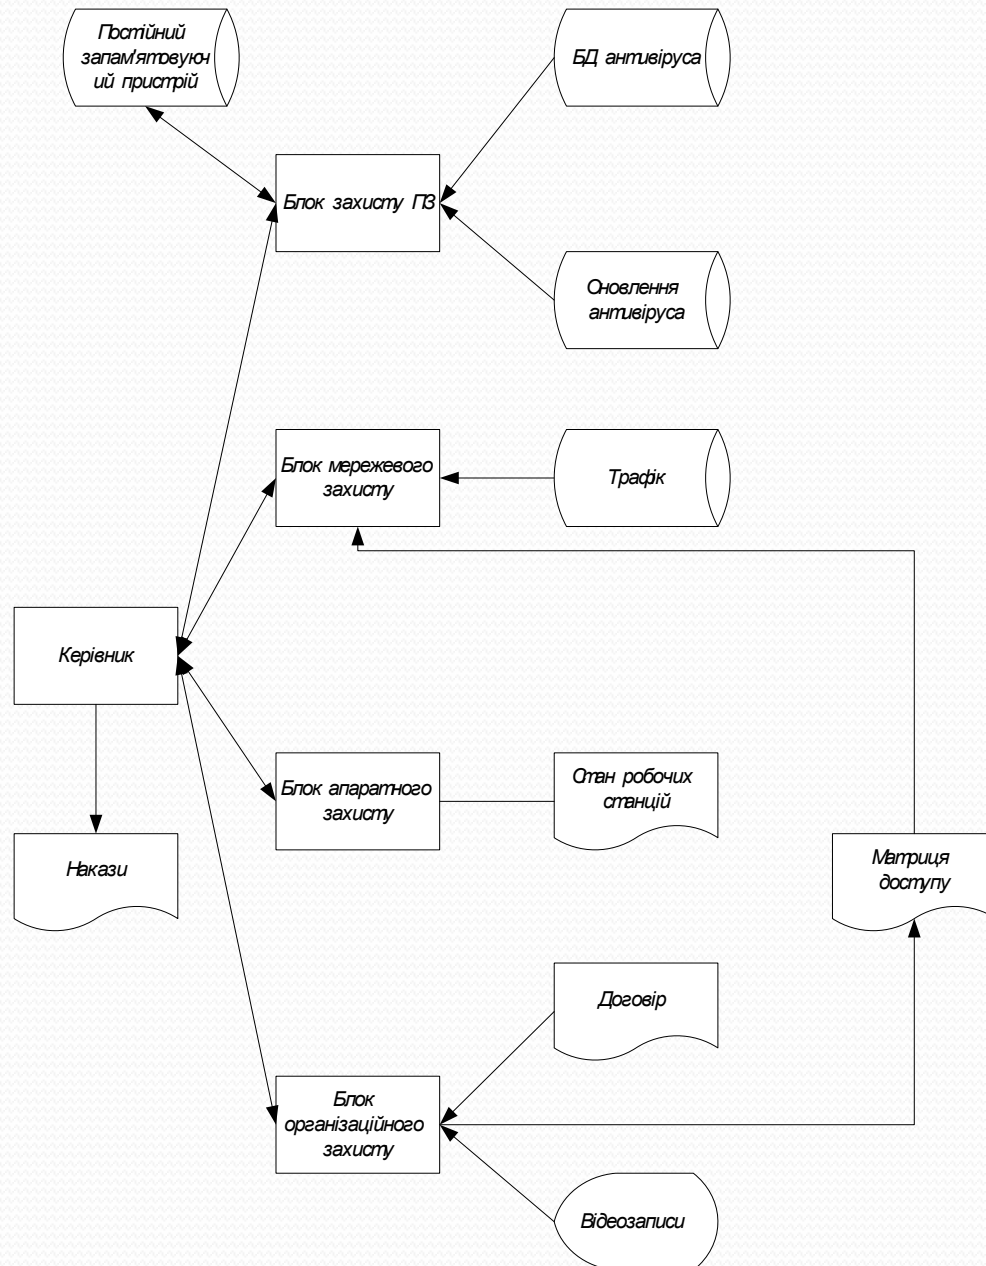 Постійний
запам'ятовуюч
ий пристрій
БД антивіруса
Блок захисту ПЗ
Оновлення
антивіруса
Блок мережевого
захисту
Трафік
Керівник
Блок апаратного
захисту
Стан робочих
станцій
Накази
Матриця
доступу
Договір
Блок
організаційного
захисту
Відеозаписи